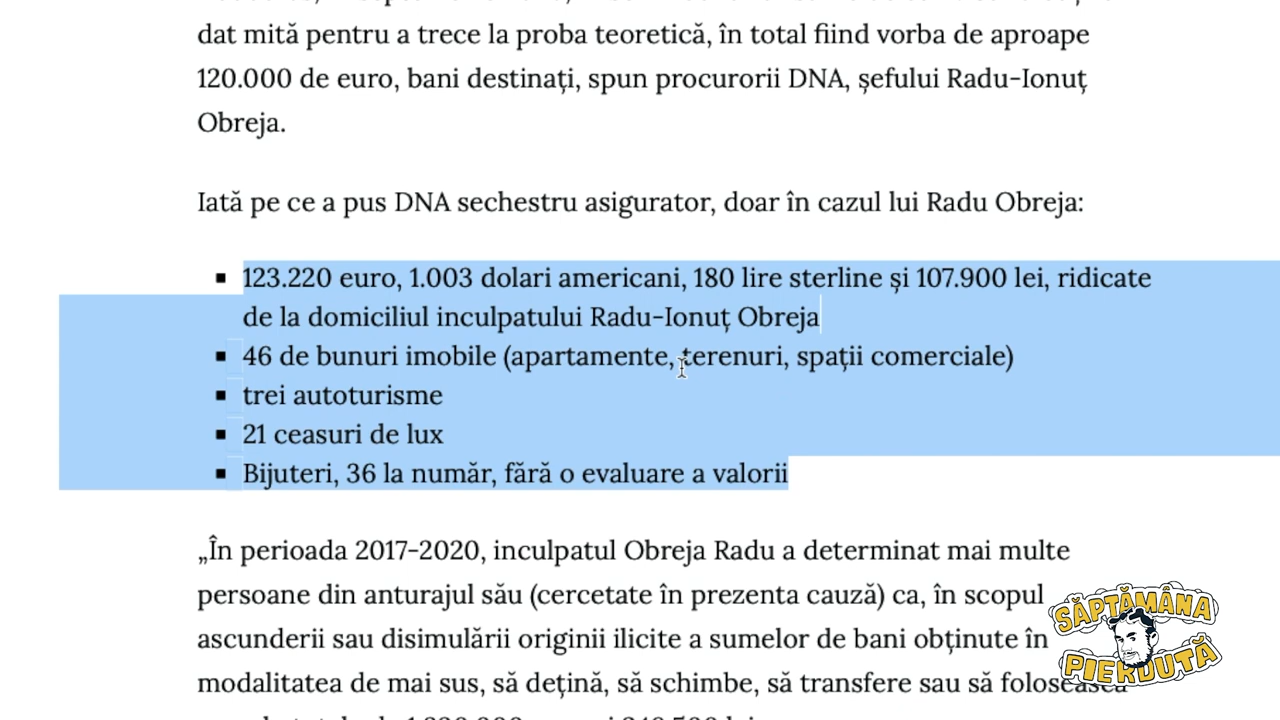 dat mită pentru a trece la proba teoretică, în total fiind vorba de aproape
120.000 de euro, bani destinați, spun procurorii DNA, șefului Radu-Ionuț
Obreja.
Iată pe ce a pus DNA sechestru asigurator, doar în cazul lui Radu Obreja:
▪ 123.220 euro, 1.003 dolari americani, 180 lire sterline și 107.900 lei, ridicate
de la domiciliul inculpatului Radu-Ionuț Obreja
▪ 46 de bunuri imobile (apartamente, terenuri, spații comerciale)
▪ trei autoturisme
▪ 21 ceasuri de lux
▪ Bijuteri, 36 la număr, fără o evaluare a valorii
„În perioada 2017-2020, inculpatul Obreja Radu a determinat mai multe
persoane din anturajul său (cercetate în prezenta cauză) ca, în scopul
ascunderii sau disimulării originii ilicite a sumelor de bani obținute în
modalitatea de mai sus, să dețină, să schimbe, să transfere sau să folosească
SĂPTĂMÂNA
PIERDUTĂ